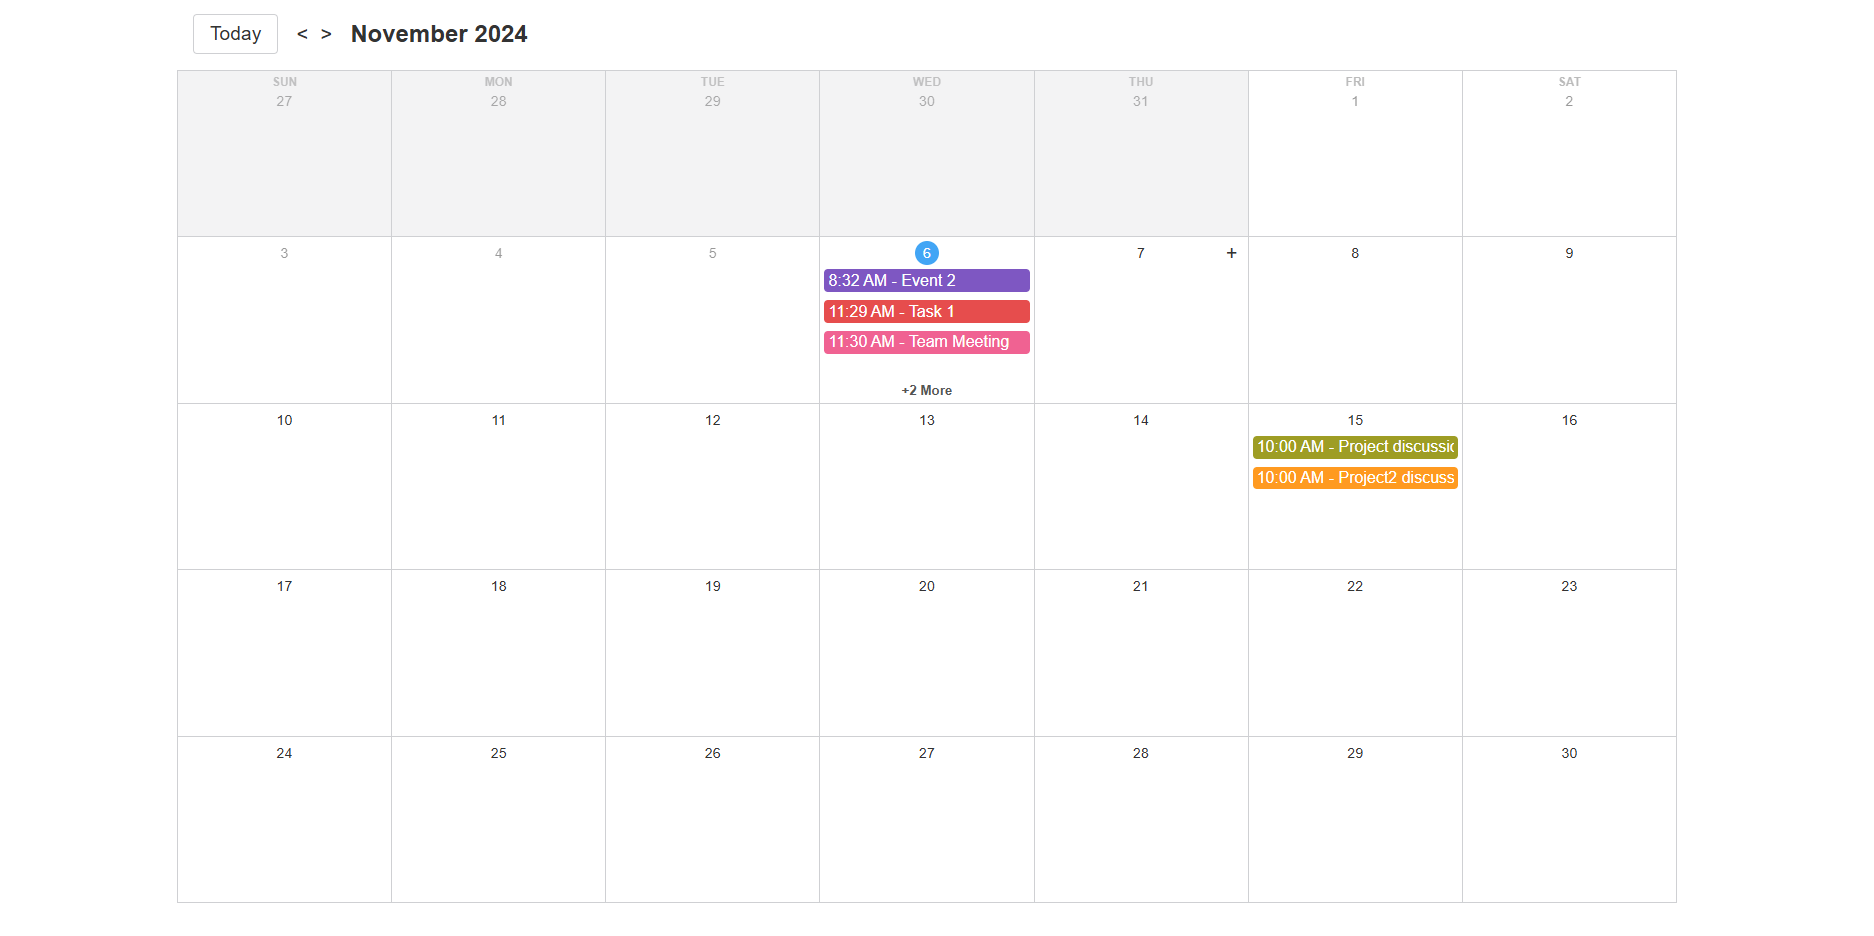 Today < > November 2024
SUN MON TUE WED THU FRI SAT
27 28 29 30 31 1 2
3 4 5 6 7 + 8 9
8:32 AM - Event 2
11:29 AM - Task 1
11:30 AM - Team Meeting
+2 More
10 11 12 13 14 15 16
10:00 AM - Project discussic
10:00 AM - Project2 discuss
17 18 19 20 21 22 23
24 25 26 27 28 29 30